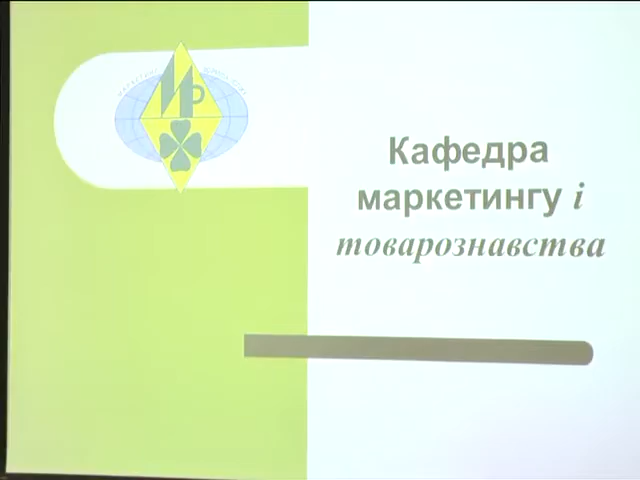 Кафедра
маркетингу і
товарознавства